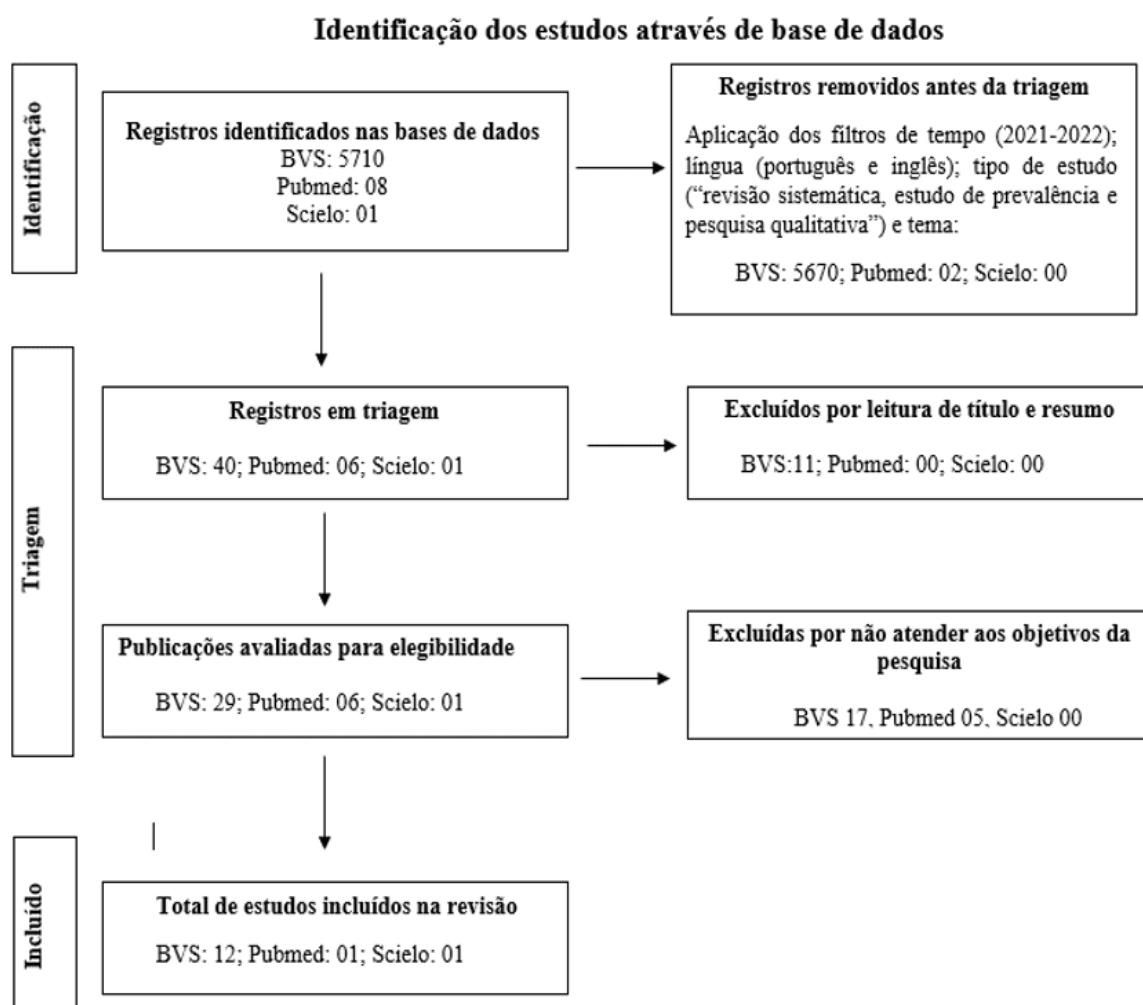 Identificação dos estudos através de base de dados
Identificação
Registros identificados nas bases de dados
BVS: 5710
Pubmed: 08
Scielo: 01
Registros removidos antes da triagem
Aplicação dos filtros de tempo (2021-2022);
língua (português e inglês); tipo de estudo
(“revisão sistemática, estudo de prevalência e
pesquisa qualitativa”) e tema:
BVS: 5670; Pubmed: 02; Scielo: 00
Triagem
Registros em triagem
BVS: 40; Pubmed: 06; Scielo: 01
Excluídos por leitura de título e resumo
BVS:11; Pubmed: 00; Scielo: 00
Publicações avaliadas para elegibilidade
BVS: 29; Pubmed: 06; Scielo: 01
Excluídas por não atender aos objetivos da
pesquisa
BVS 17, Pubmed 05, Scielo 00
Incluído
Total de estudos incluídos na revisão
BVS: 12; Pubmed: 01; Scielo: 01